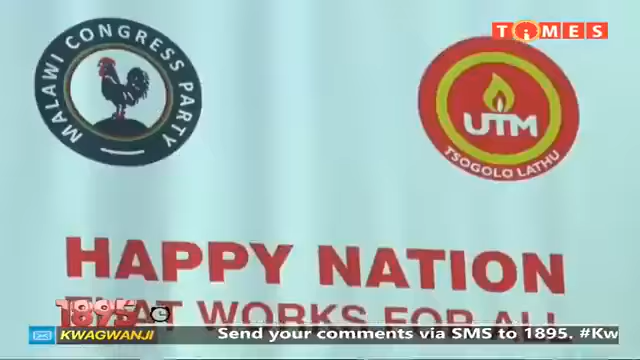 TiMES
MALAWI CONGRESS PARTY
UTM
TSOGOLO LATHU
HAPPY NATION
THAT WORKS FOR ALL
1895
KWAGWANJI
Send your comments via SMS to 1895. #Kw